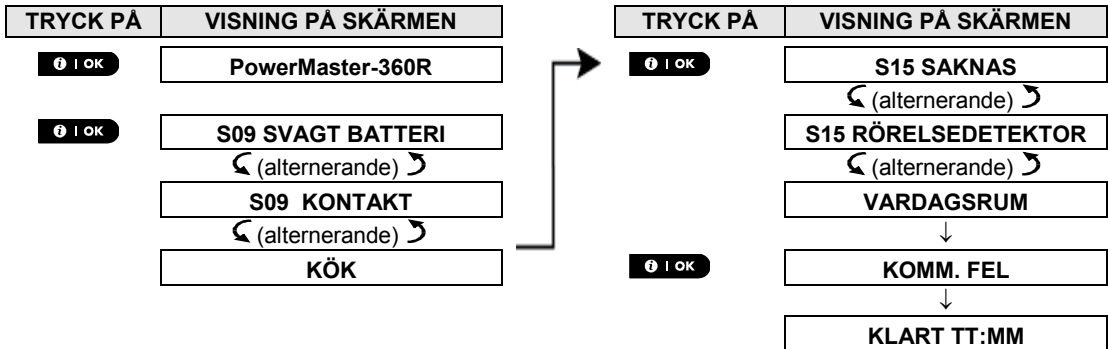 TRYCK PÅ VISNING PÅ SKÄRMEN
i | OK PowerMaster-360R
i | OK S09 SVAGT BATTERI
(alternerande)
S09 KONTAKT
(alternerande)
KÖK
TRYCK PÅ VISNING PÅ SKÄRMEN
i | OK S15 SAKNAS
(alternerande)
S15 RÖRELSEDETEKTOR
(alternerande)
VARDAGSRUM
↓
i | OK KOMM. FEL
↓
KLART TT:MM